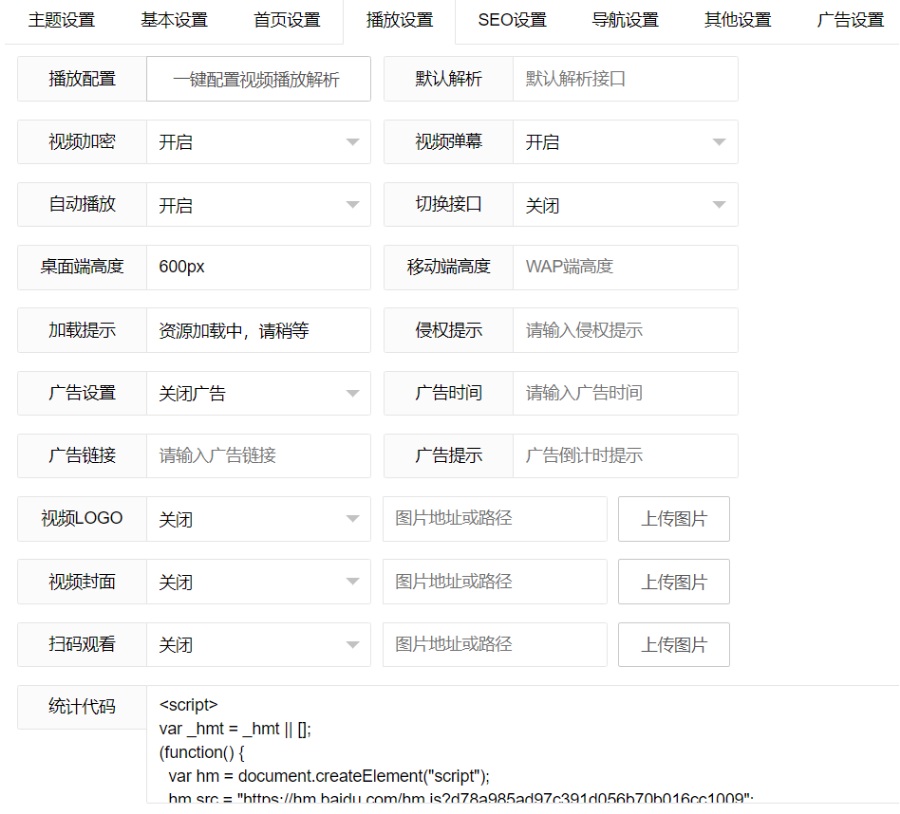 主题设置 基本设置 首页设置 播放设置 SEO设置 导航设置 其他设置 广告设置
播放配置 一键配置视频播放解析 默认解析 默认解析接口
视频加密 开启 视频弹幕 开启
自动播放 开启 切换接口 关闭
桌面端高度 600px 移动端高度 WAP端高度
加载提示 资源加载中，请稍等 侵权提示 请输入侵权提示
广告设置 关闭广告 广告时间 请输入广告时间
广告链接 请输入广告链接 广告提示 广告倒计时提示
视频LOGO 关闭 图片地址或路径 上传图片
视频封面 关闭 图片地址或路径 上传图片
扫码观看 关闭 图片地址或路径 上传图片
统计代码 <script>
var _hmt = _hmt || [];
(function() {
var hm = document.createElement("script");
hm.src = "https://hm.baidu.com/hm.js?d78a985ad97c391d056b70b016cc1009";